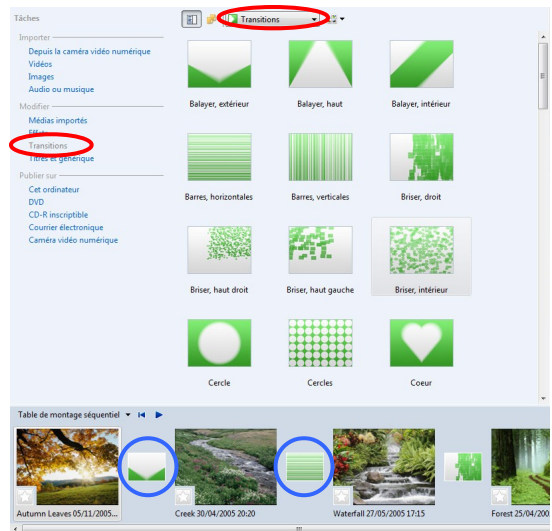 Tâches
Transitions
Importer
Depuis la caméra vidéo numérique
Vidéos
Images
Audio ou musique
Modifier
Médias importés
Effets
Transitions
Titres et générique
Publier sur
Cet ordinateur
DVD
CD-R inscriptible
Courrier électronique
Caméra vidéo numérique
Balayer, extérieur
Balayer, haut
Balayer, intérieur
Barres, horizontales
Barres, verticales
Briser, droit
Briser, haut droit
Briser, haut gauche
Briser, intérieur
Cercle
Cercles
Coeur
Table de montage séquentiel
Autumn Leaves 05/11/2005...
Creek 30/04/2005 20:20
Waterfall 27/05/2005 17:15
Forest 25/04/200